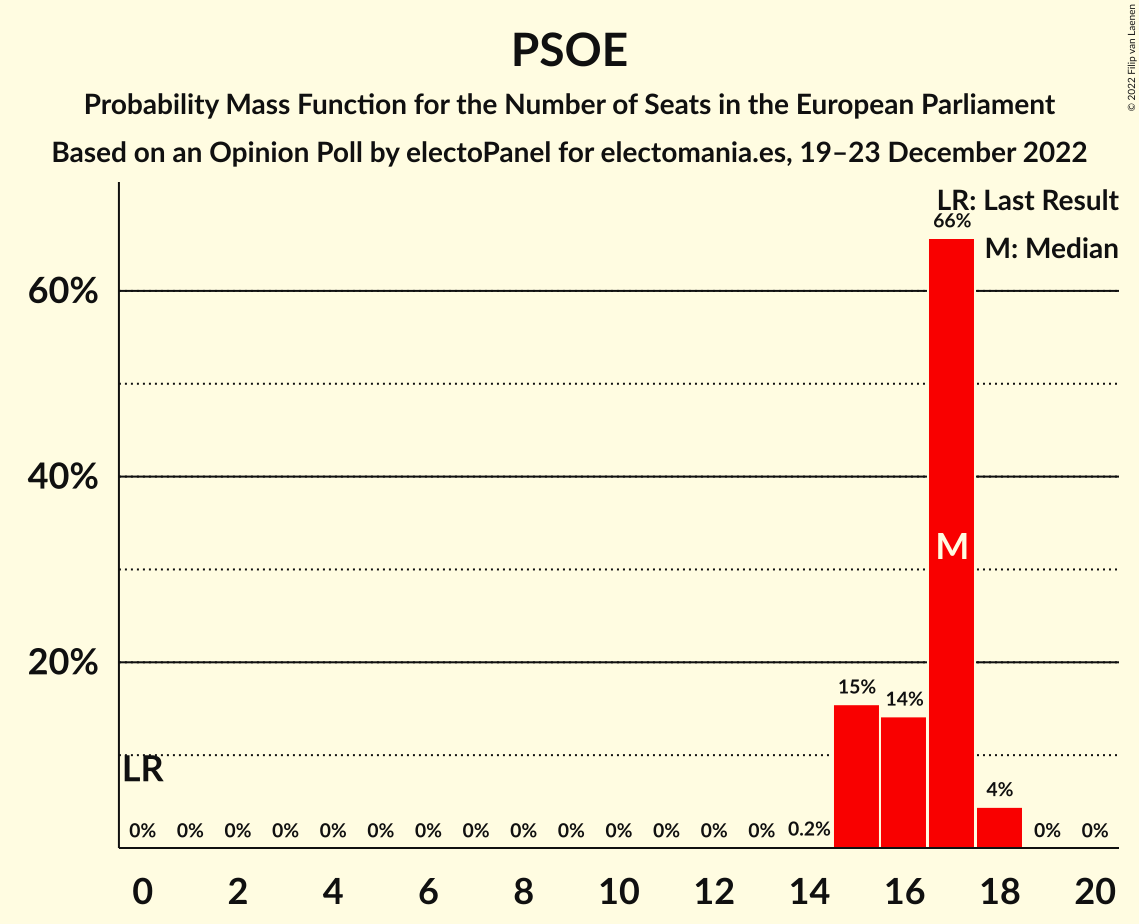 PSOE
Probability Mass Function for the Number of Seats in the European Parliament
Based on an Opinion Poll by electoPanel for electomania.es, 19–23 December 2022
© 2022 Filip van Laenen
LR: Last Result
M: Median
66%
60%
40%
M
20%
15%
14%
LR
4%
0% 0% 0% 0% 0% 0% 0% 0% 0% 0% 0% 0% 0% 0% 0.2% 0% 0%
0 2 4 6 8 10 12 14 16 18 20